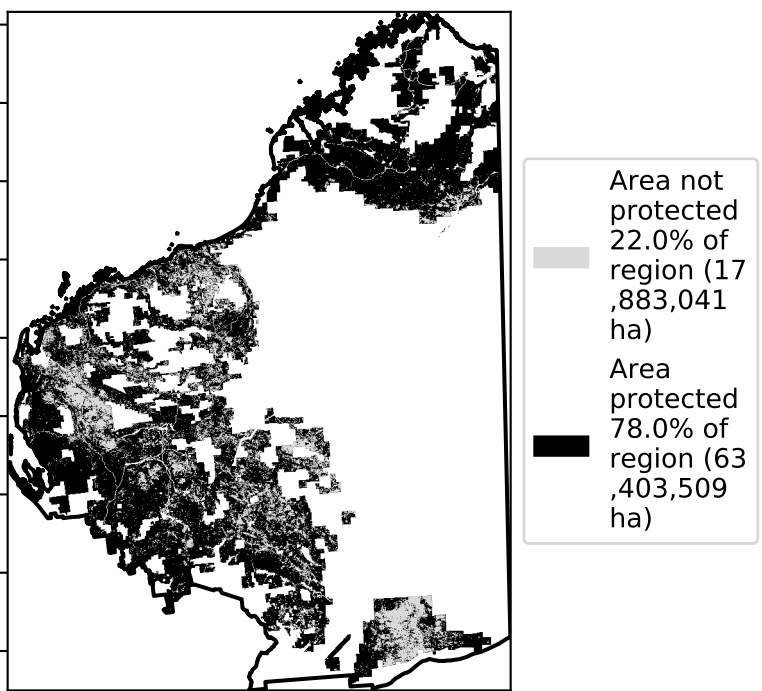 Area not
protected
22.0% of
region (17
,883,041
ha)
Area
protected
78.0% of
region (63
,403,509
ha)